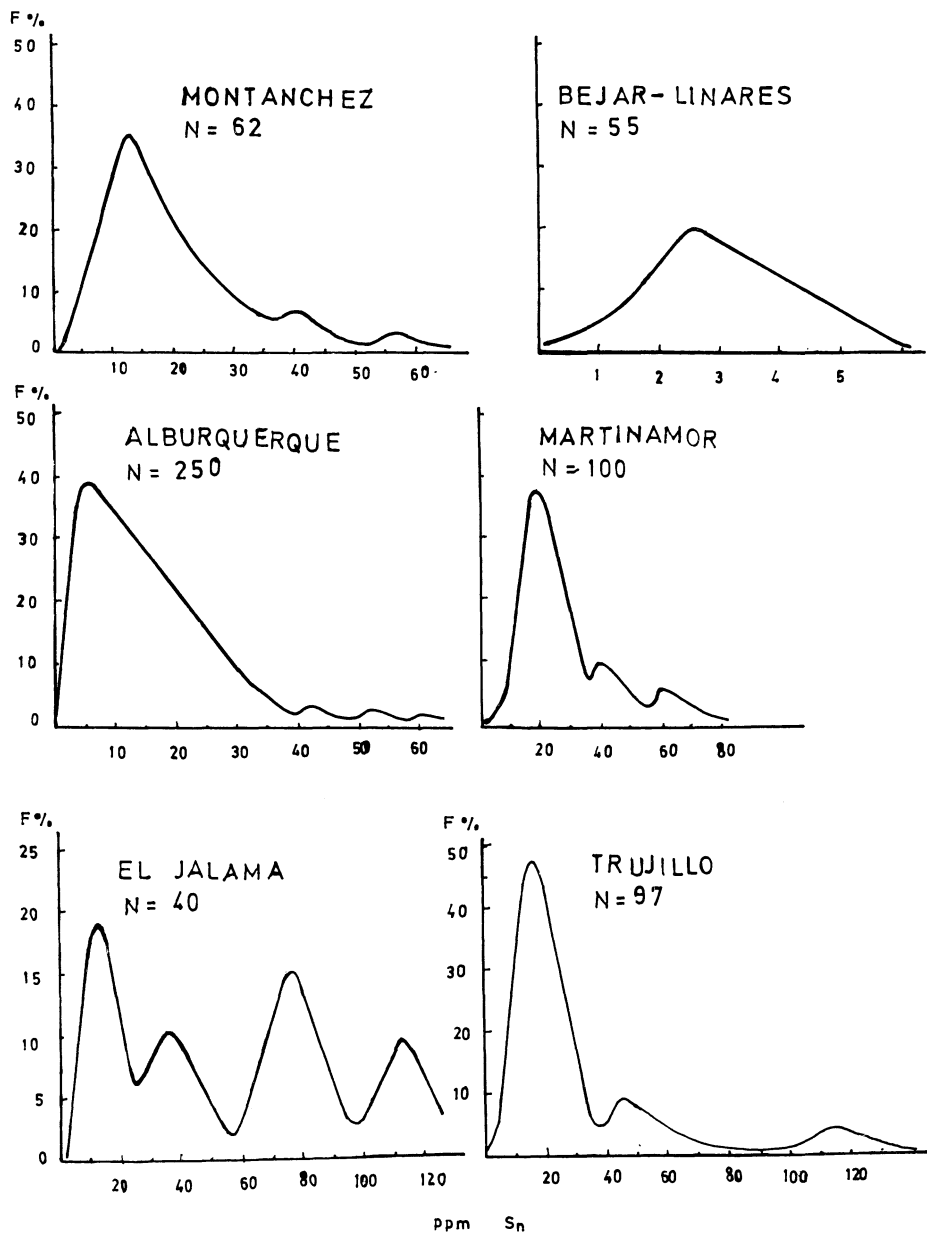 F %
50
40
30
20
10
0
MONTANCHEZ
N = 62
10 20 30 40 50 60
BEJAR-LINARES
N = 55
1 2 3 4 5
F %
50
40
30
20
10
0
ALBURQUERQUE
N = 250
10 20 30 40 50 60
MARTINAMOR
N = 100
20 40 60 80
F %
25
20
15
10
5
0
EL JALAMA
N = 40
20 40 60 80 100 120
F %
50
40
30
20
10
TRUJILLO
N = 97
20 40 60 80 100 120
ppm Sn